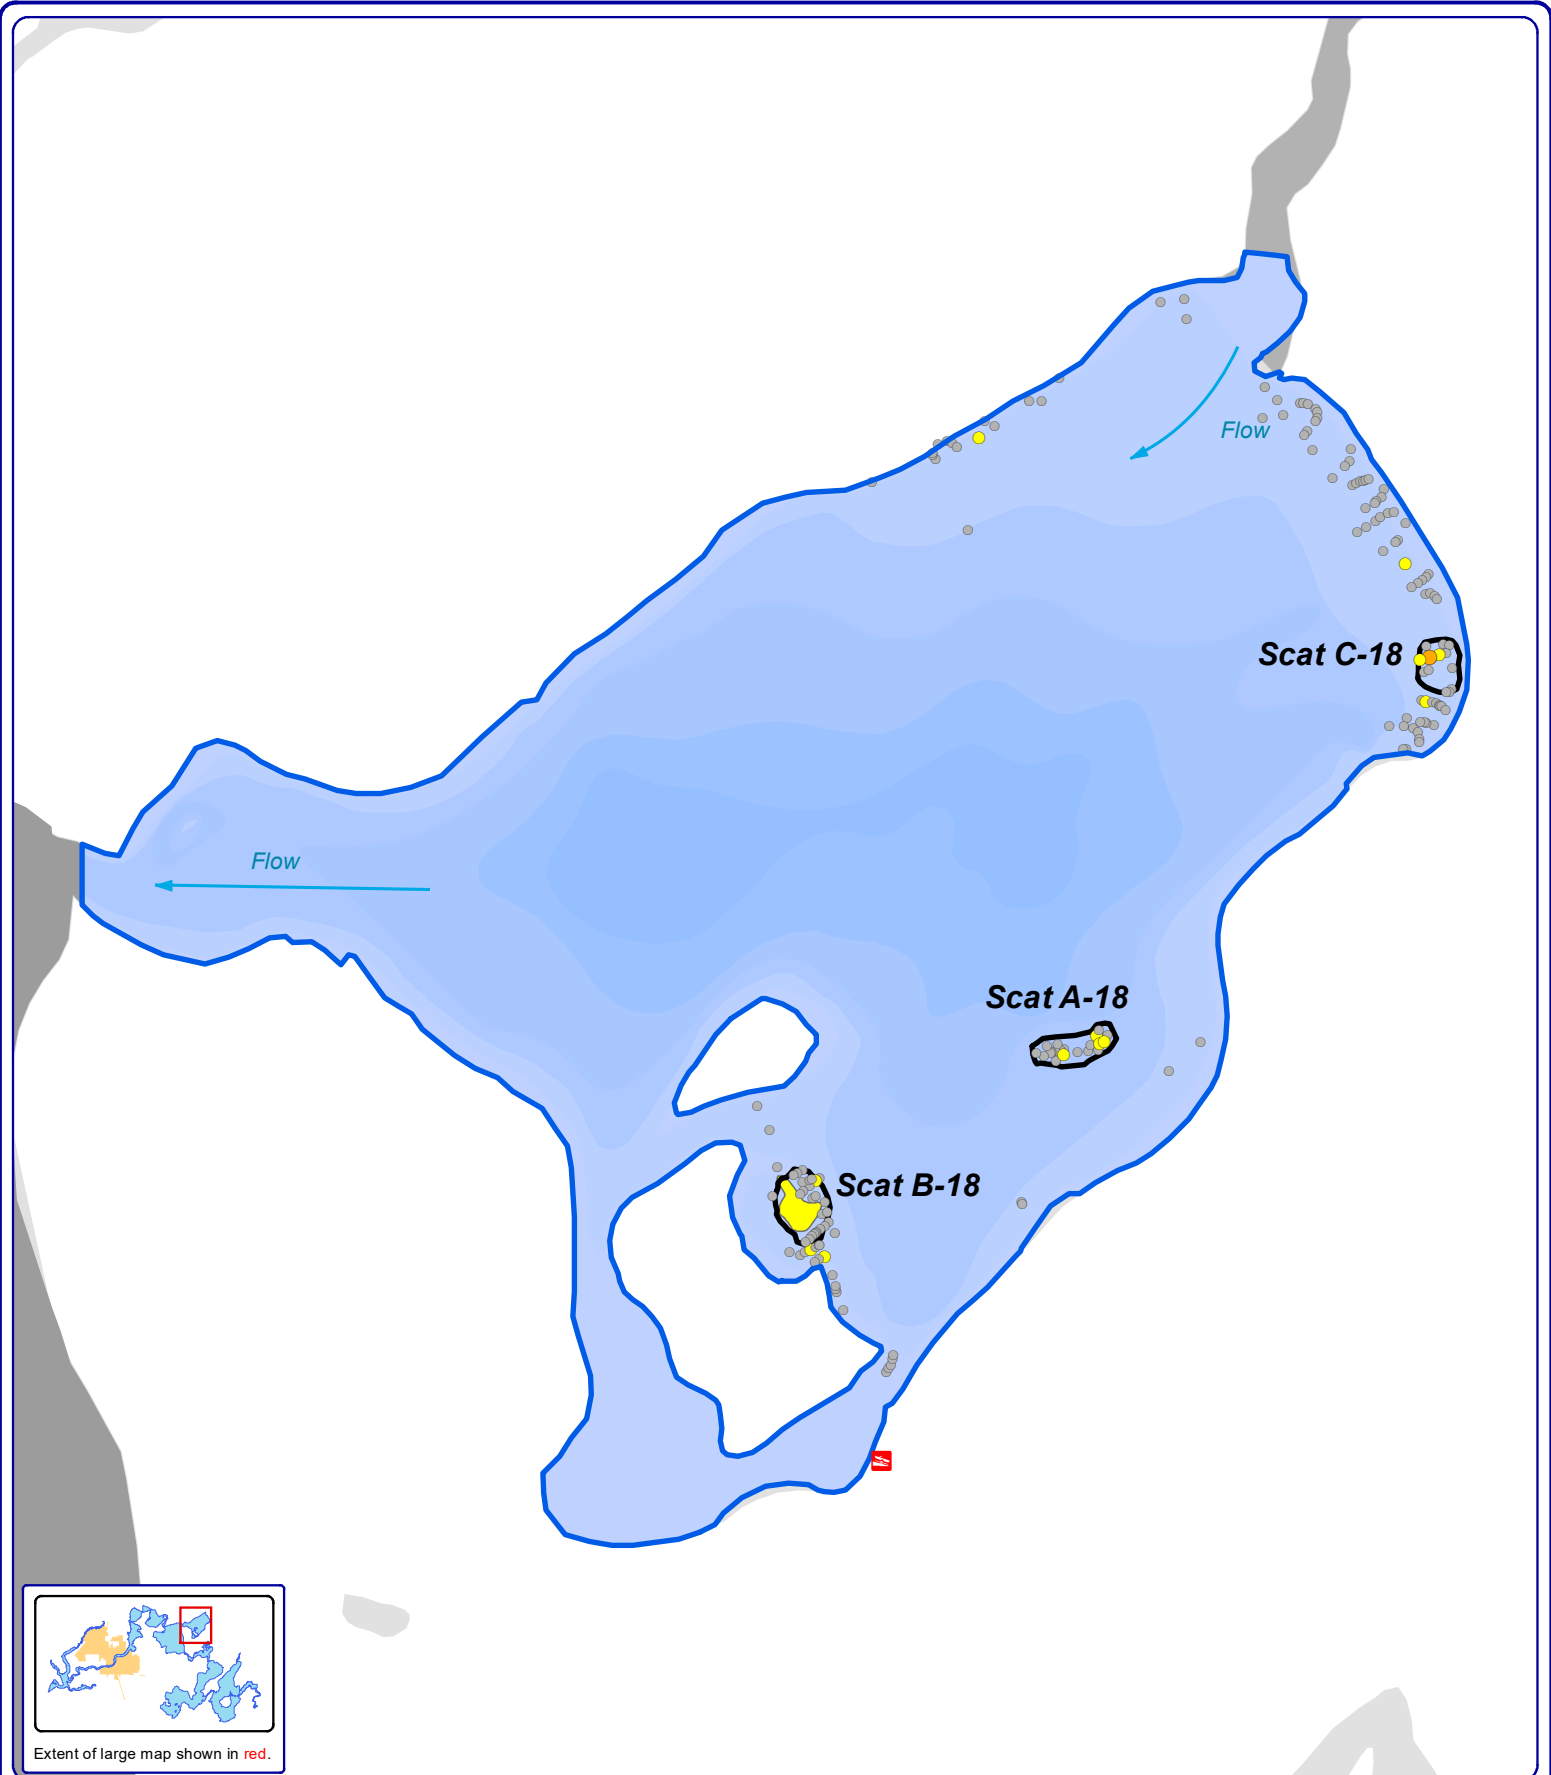 Flow
Scat C-18
Flow
Scat A-18
Scat B-18
Extent of large map shown in red.